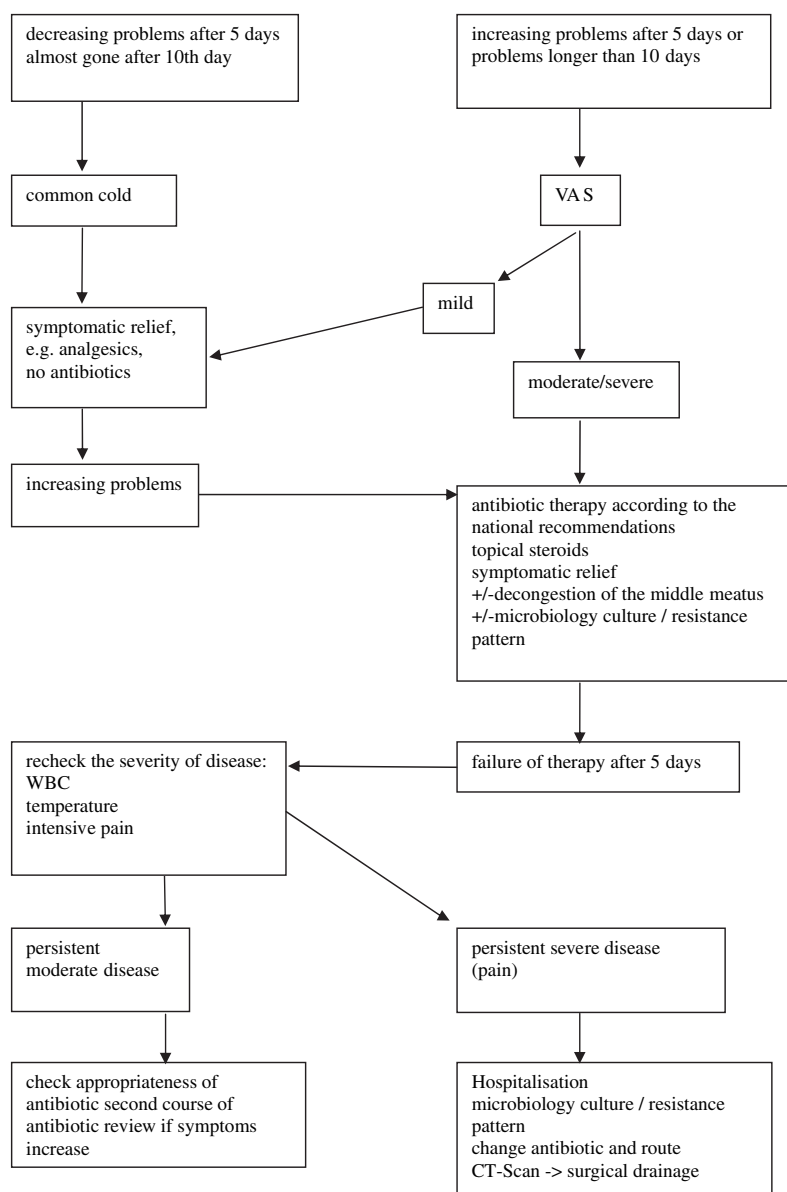 decreasing problems after 5 days
almost gone after 10th day
increasing problems after 5 days or
problems longer than 10 days
common cold
VAS
mild
symptomatic relief,
e.g. analgesics,
no antibiotics
moderate/severe
increasing problems
antibiotic therapy according to the
national recommendations
topical steroids
symptomatic relief
+/-decongestion of the middle meatus
+/-microbiology culture / resistance
pattern
recheck the severity of disease:
WBC
temperature
intensive pain
failure of therapy after 5 days
persistent
moderate disease
persistent severe disease
(pain)
check appropriateness of
antibiotic second course of
antibiotic review if symptoms
increase
Hospitalisation
microbiology culture / resistance
pattern
change antibiotic and route
CT-Scan -> surgical drainage